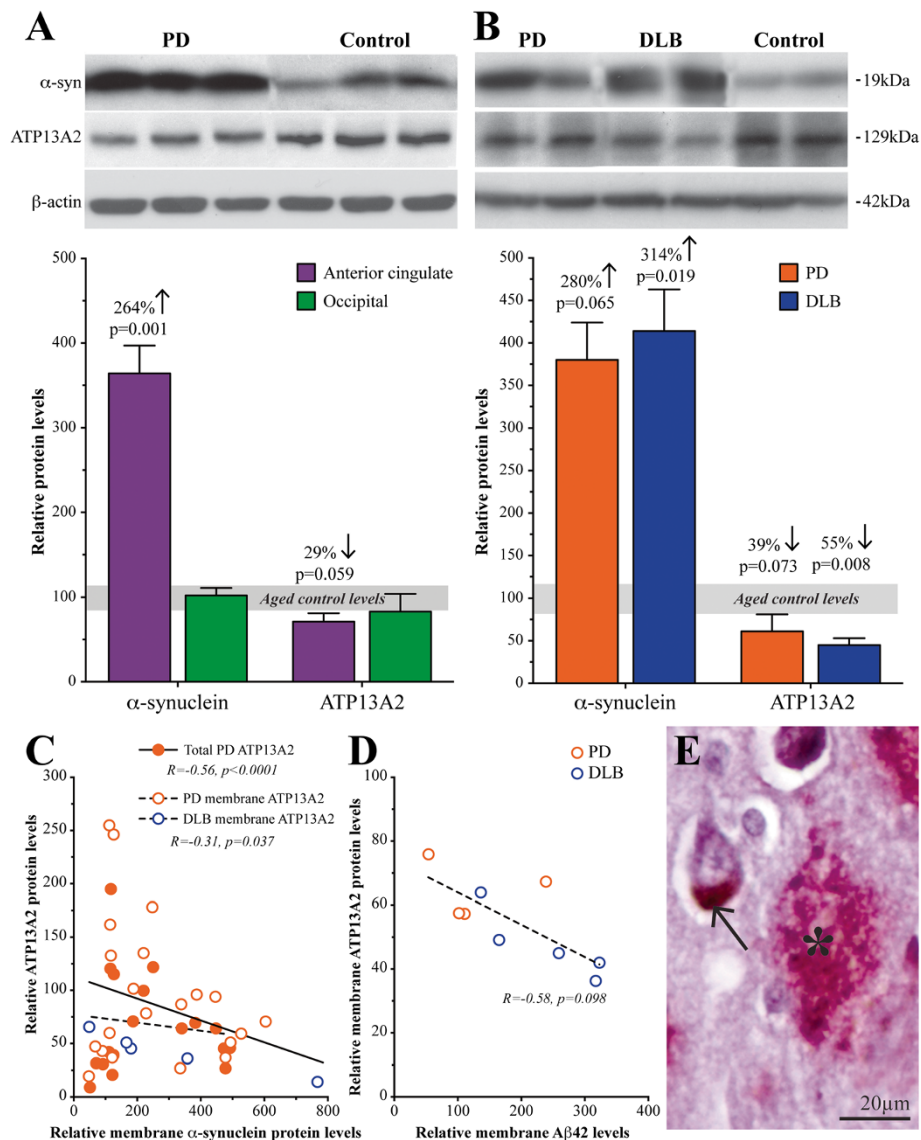 A
PD Control
α-syn
ATP13A2
β-actin
B
PD DLB Control
-19kDa
-129kDa
-42kDa
Relative protein levels
500
450
400
350
300
250
200
150
100
50
0
Anterior cingulate
Occipital
264% ↑
p=0.001
29% ↓
p=0.059
Aged control levels
α-synuclein ATP13A2
Relative protein levels
500
450
400
350
300
250
200
150
100
50
0
PD
DLB
280% ↑
p=0.065
314% ↑
p=0.019
39% ↓
p=0.073
55% ↓
p=0.008
Aged control levels
α-synuclein ATP13A2
C
Total PD ATP13A2
R=-0.56, p<0.0001
PD membrane ATP13A2
DLB membrane ATP13A2
R=-0.31, p=0.037
Relative ATP13A2 protein levels
300
250
200
150
100
50
0
0 200 400 600 800
Relative membrane α-synuclein protein levels
D
PD
DLB
Relative membrane ATP13A2 protein levels
100
80
60
40
20
0
R=-0.58, p=0.098
0 100 200 300 400
Relative membrane Aβ42 levels
E
*
20µm